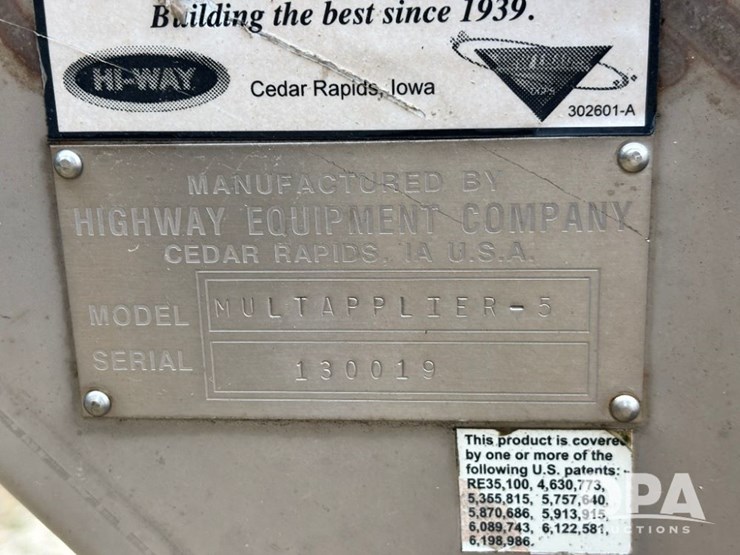 Building the best since 1939.
HI-WAY
Cedar Rapids, Iowa
302601-A
MANUFACTURED BY
HIGHWAY EQUIPMENT COMPANY
CEDAR RAPIDS, IA U.S.A.
MODEL MULTAPPLIER-5
SERIAL 130019
This product is covered
by one or more of the
following U.S. patents:
RE35,100, 4,630,773,
5,365,815, 5,757,640,
5,870,686, 5,913,915,
6,089,743, 6,122,581,
6,198,986.
DPA
AUCTIONS